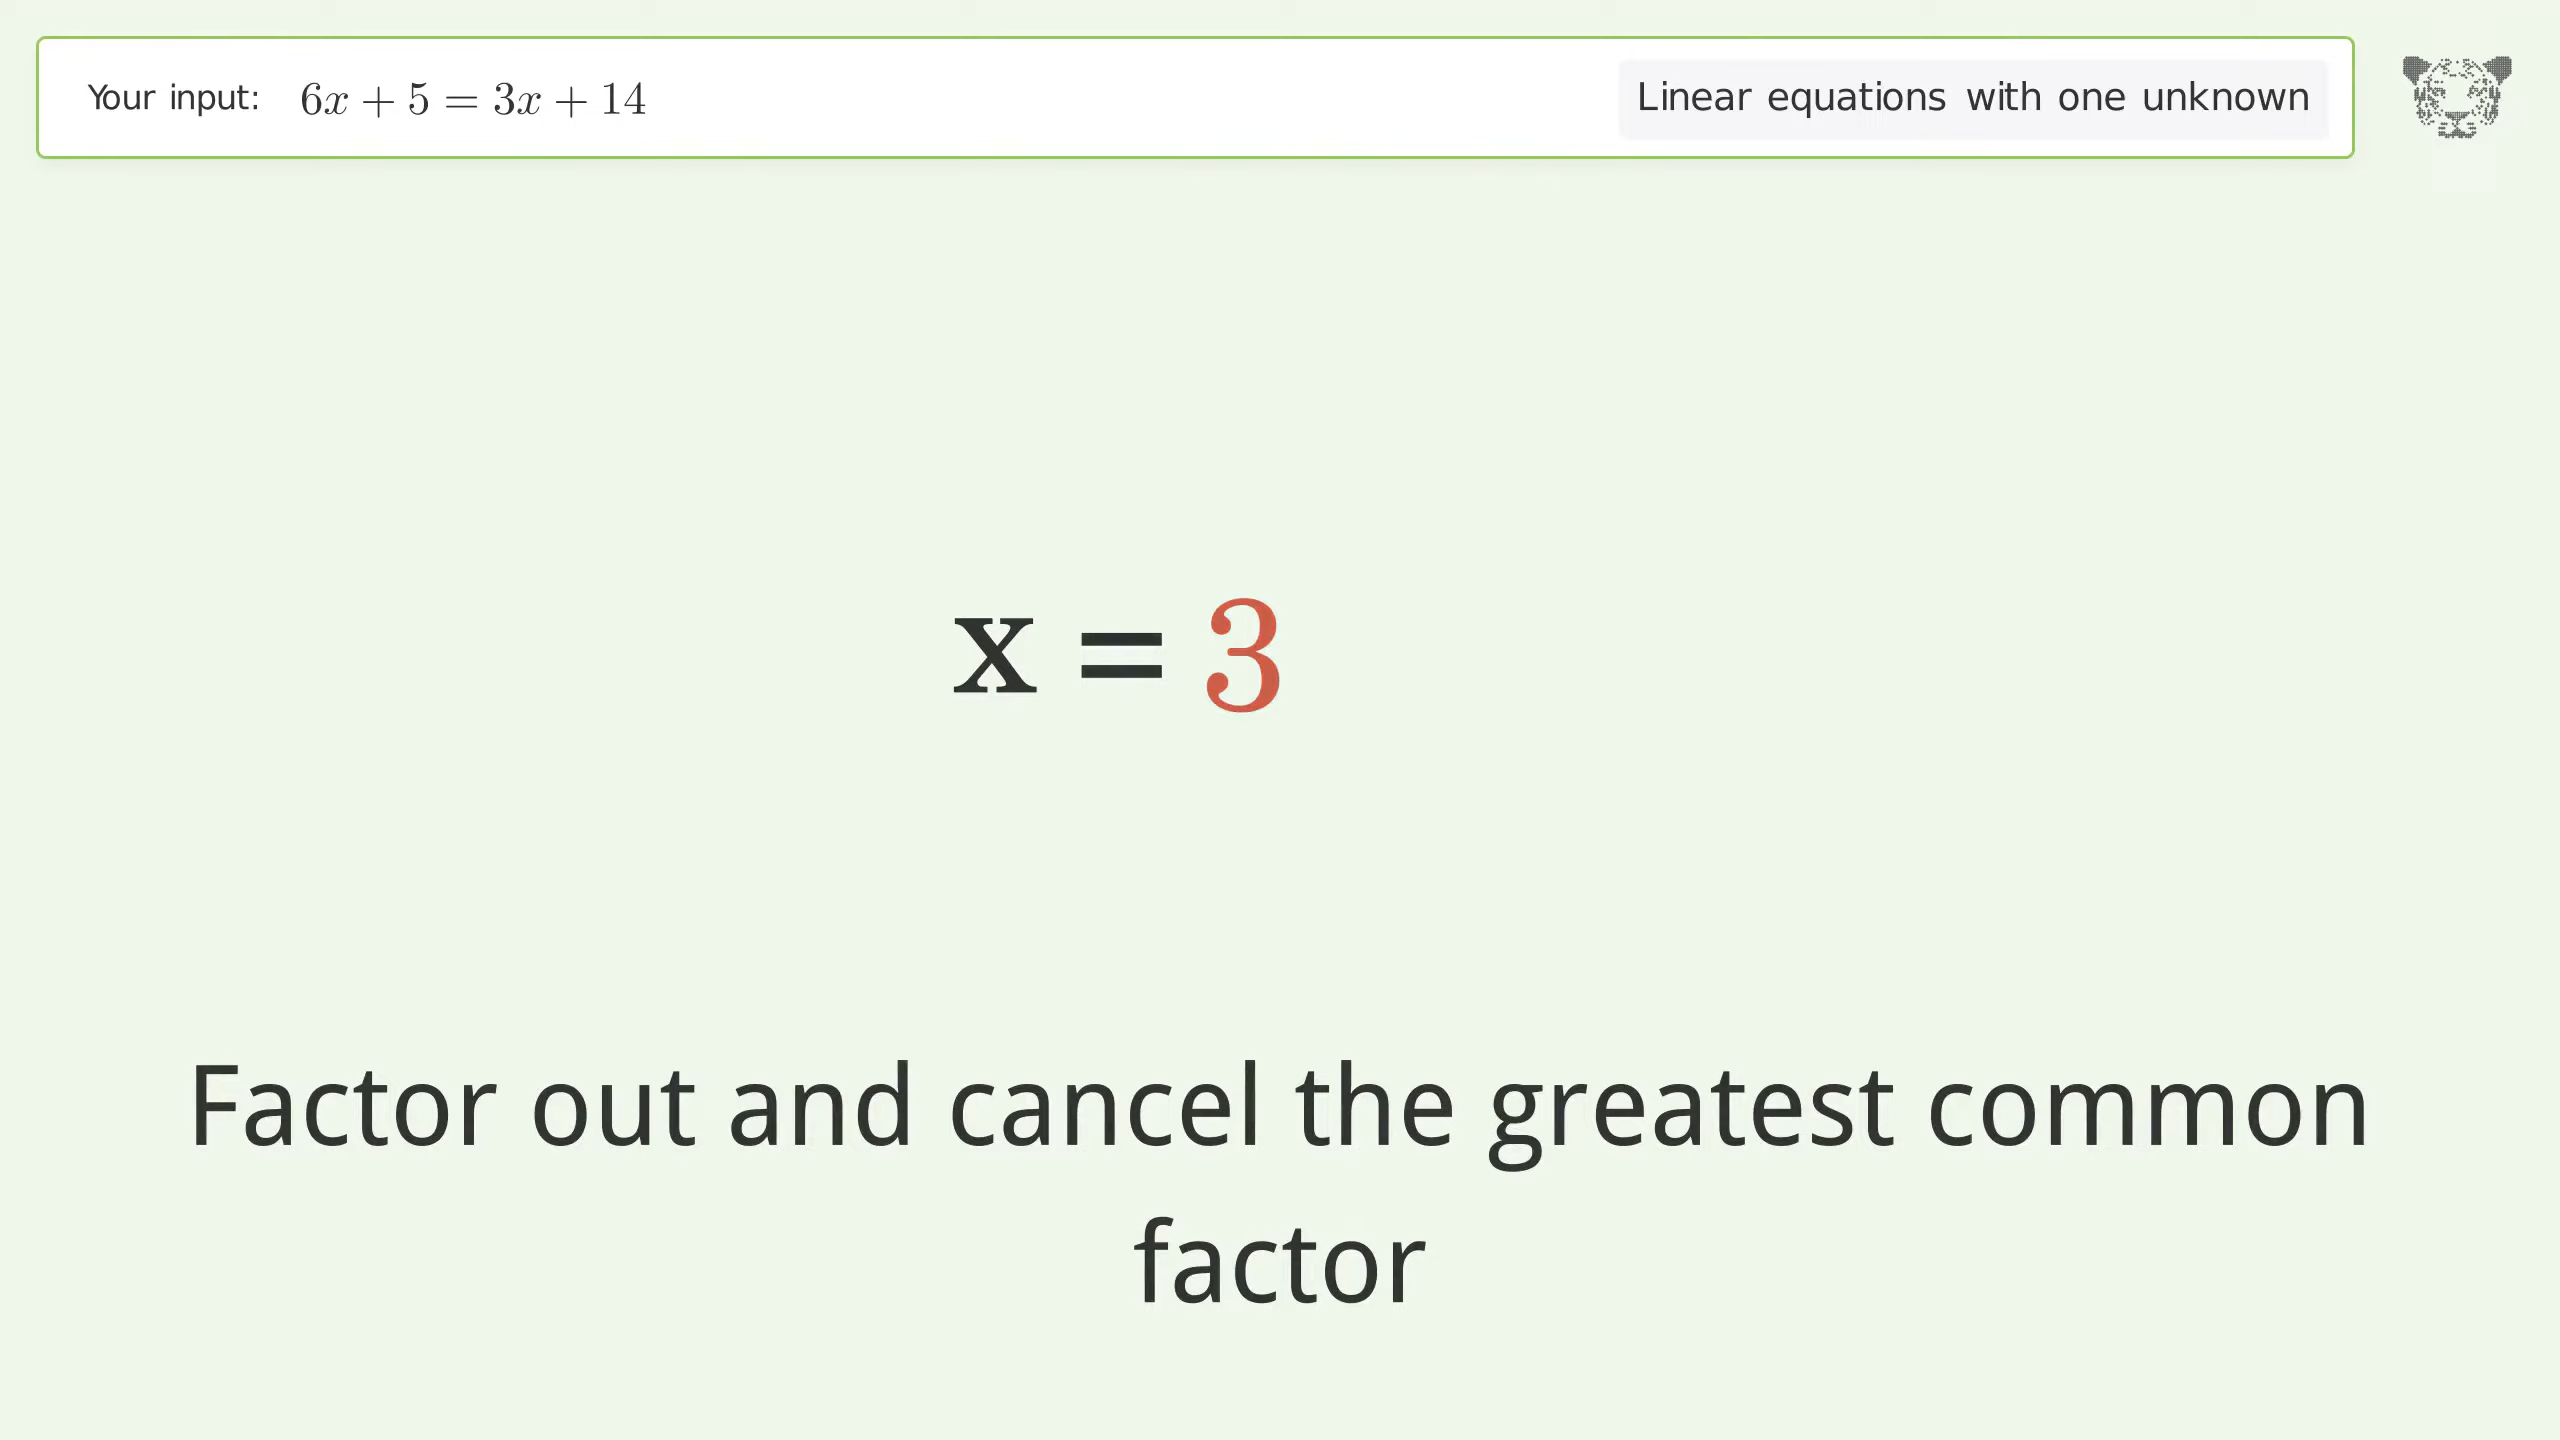 Your input: 6x + 5 = 3x + 14
Linear equations with one unknown
x = 3
Factor out and cancel the greatest common
factor